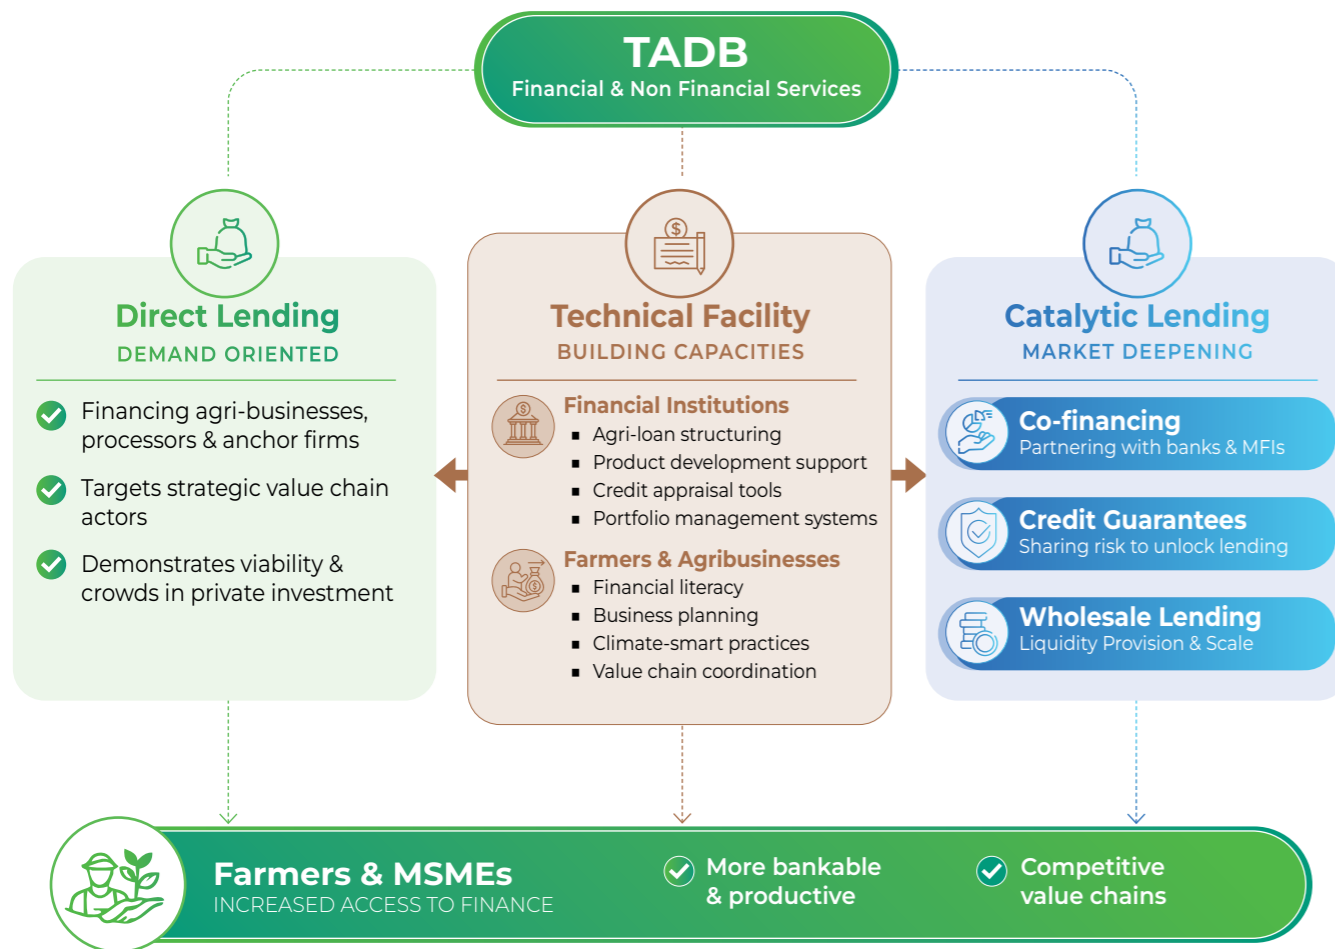 TADB
Financial & Non Financial Services
Direct Lending
DEMAND ORIENTED
Financing agri-businesses,
processors & anchor firms
Targets strategic value chain
actors
Demonstrates viability &
crowds in private investment
Technical Facility
BUILDING CAPACITIES
Financial Institutions
▪ Agri-loan structuring
▪ Product development support
▪ Credit appraisal tools
▪ Portfolio management systems
Farmers & Agribusinesses
▪ Financial literacy
▪ Business planning
▪ Climate-smart practices
▪ Value chain coordination
Catalytic Lending
MARKET DEEPENING
Co-financing
Partnering with banks & MFIs
Credit Guarantees
Sharing risk to unlock lending
Wholesale Lending
Liquidity Provision & Scale
Farmers & MSMEs
INCREASED ACCESS TO FINANCE
More bankable
& productive
Competitive
value chains